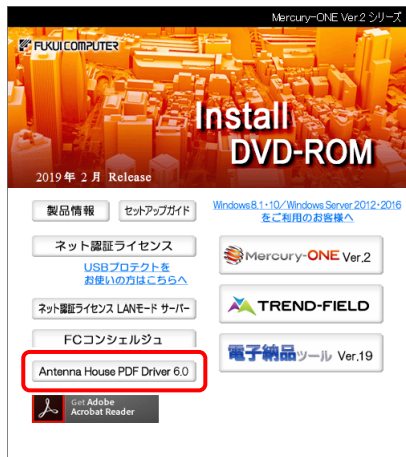 Mercury-ONE Ver.2 シリーズ
FUKUI COMPUTER
Install
DVD-ROM
2019年 2月 Release
製品情報
セットアップガイド
Windows8.1・10/Windows Server 2012・2016
をご利用のお客様へ
ネット認証ライセンス
USBプロテクトを
お使いの方はこちらへ
ネット認証ライセンス LANモード サーバー
FCコンシェルジュ
Antenna House PDF Driver 6.0
Get Adobe
Acrobat Reader
Mercury-ONE Ver.2
TREND-FIELD
電子納品ツール Ver.19